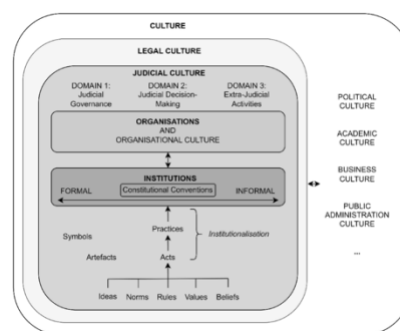 CULTURE
LEGAL CULTURE
JUDICIAL CULTURE
DOMAIN 1:
Judicial
Governance
DOMAIN 2:
Judicial Decision-
Making
DOMAIN 3:
Extra-Judicial
Activities
ORGANISATIONS
AND
ORGANISATIONAL CULTURE
INSTITUTIONS
FORMAL
Constitutional Conventions
INFORMAL
Practices
Symbols
Institutionalisation
Artefacts
Acts
Ideas
Norms
Rules
Values
Beliefs
POLITICAL
CULTURE
ACADEMIC
CULTURE
BUSINESS
CULTURE
PUBLIC
ADMINISTRATION
CULTURE
...